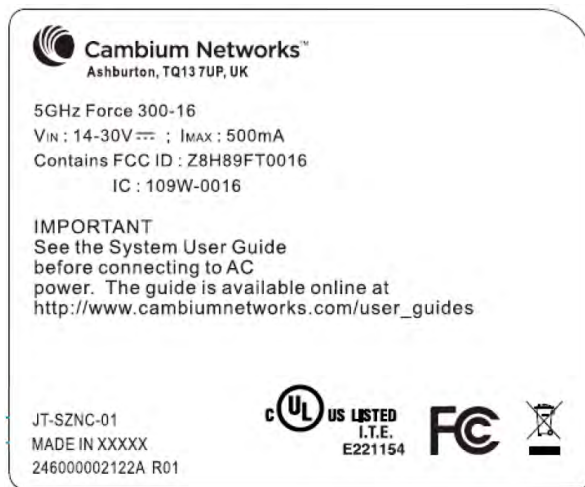 Cambium Networks™
Ashburton, TQ13 7UP, UK
5GHz Force 300-16
VIN : 14-30V⎓ ; IMAX : 500mA
Contains FCC ID : Z8H89FT0016
IC : 109W-0016
IMPORTANT
See the System User Guide
before connecting to AC
power. The guide is available online at
http://www.cambiumnetworks.com/user_guides
JT-SZNC-01
MADE IN XXXXX
246000002122A R01
C UL US LISTED
I.T.E.
E221154
FC